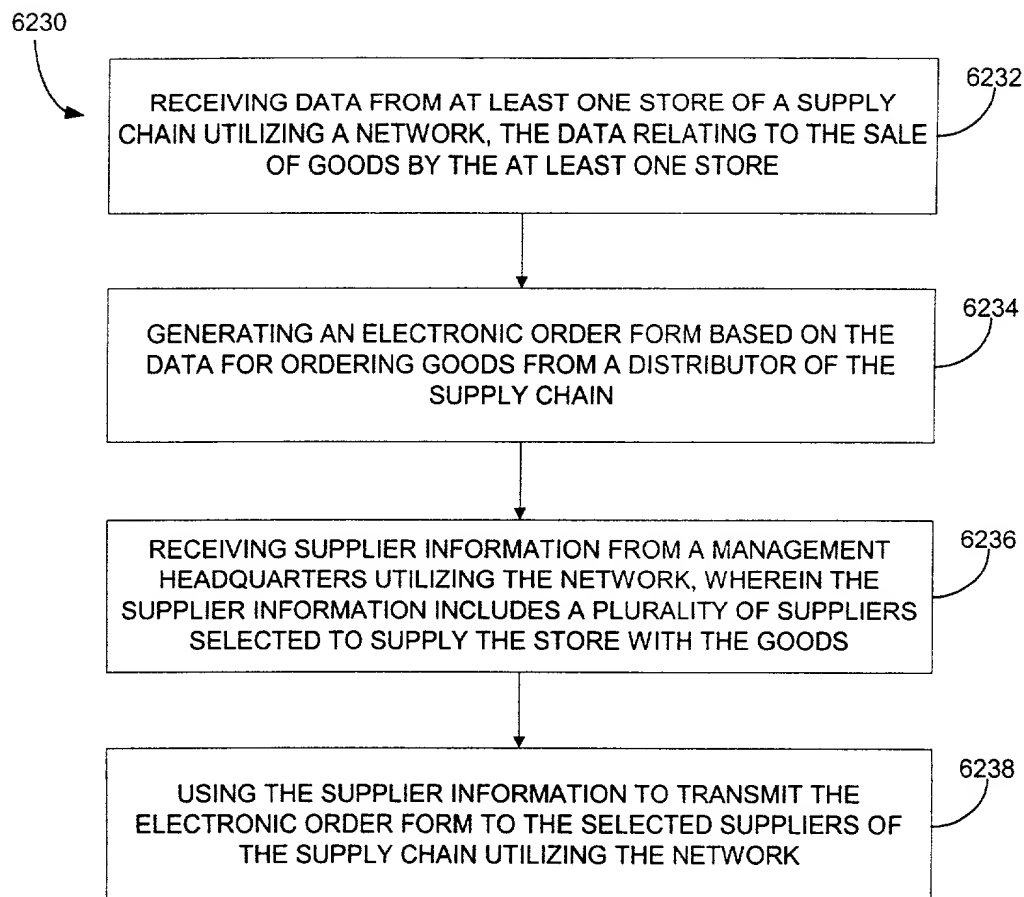 6230
6232
RECEIVING DATA FROM AT LEAST ONE STORE OF A SUPPLY
CHAIN UTILIZING A NETWORK, THE DATA RELATING TO THE SALE
OF GOODS BY THE AT LEAST ONE STORE
6234
GENERATING AN ELECTRONIC ORDER FORM BASED ON THE
DATA FOR ORDERING GOODS FROM A DISTRIBUTOR OF THE
SUPPLY CHAIN
6236
RECEIVING SUPPLIER INFORMATION FROM A MANAGEMENT
HEADQUARTERS UTILIZING THE NETWORK, WHEREIN THE
SUPPLIER INFORMATION INCLUDES A PLURALITY OF SUPPLIERS
SELECTED TO SUPPLY THE STORE WITH THE GOODS
6238
USING THE SUPPLIER INFORMATION TO TRANSMIT THE
ELECTRONIC ORDER FORM TO THE SELECTED SUPPLIERS OF
THE SUPPLY CHAIN UTILIZING THE NETWORK